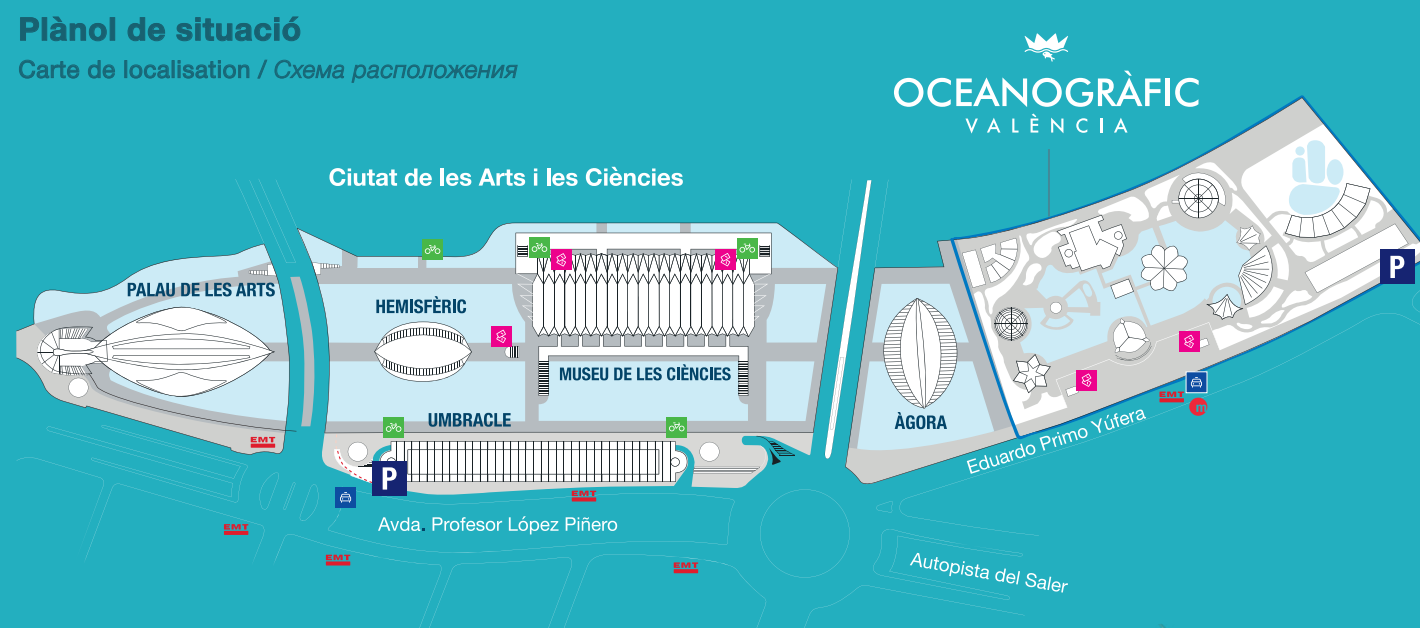 Plànol de situació
Carte de localisation / Схема расположения
OCEANOGRÀFIC
VALÈNCIA
Ciutat de les Arts i les Ciències
PALAU DE LES ARTS
HEMISFÈRIC
MUSEU DE LES CIÈNCIES
UMBRACLE
ÀGORA
P
EMT
m
Eduardo Primo Yúfera
EMT
P
EMT
Avda. Profesor López Piñero
EMT
EMT
EMT
Autopista del Saler